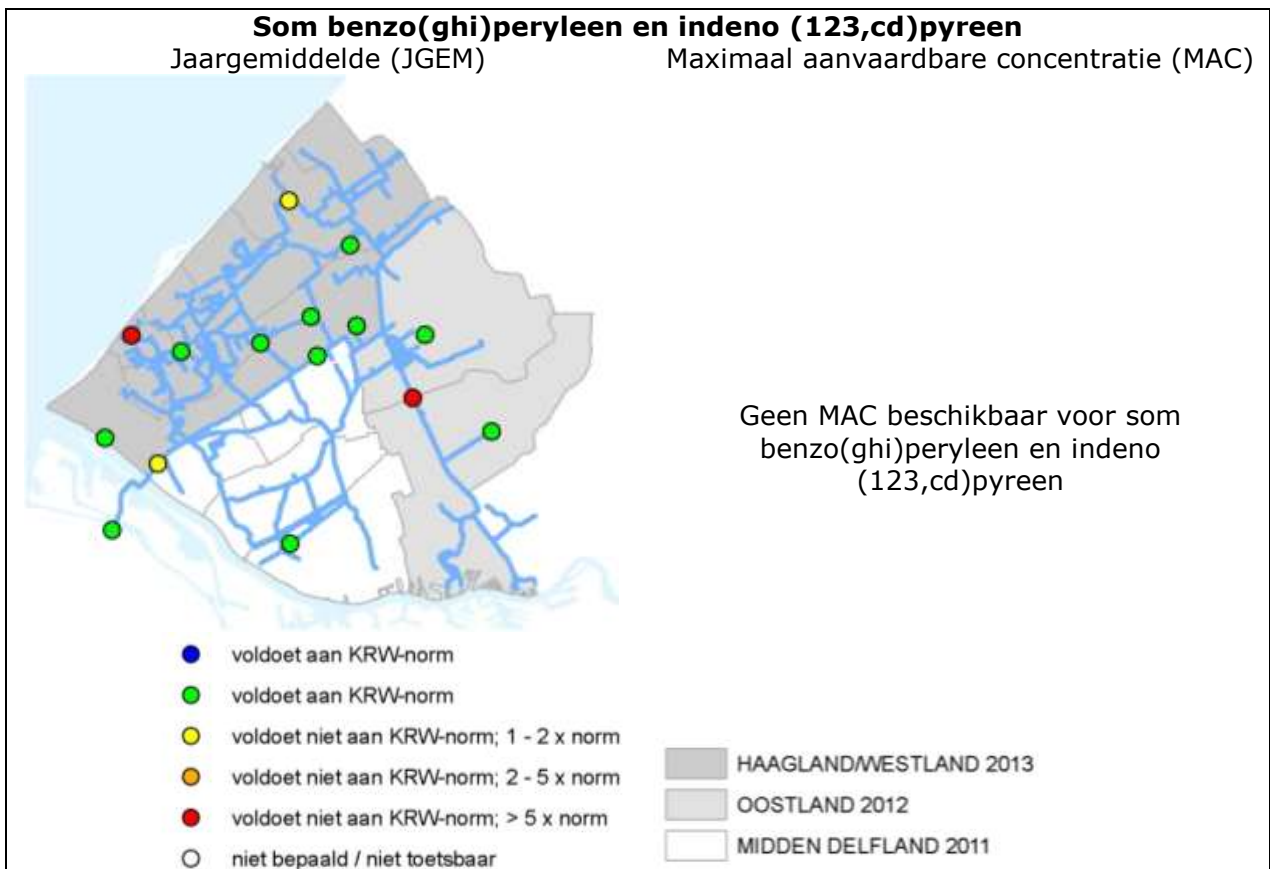 Som benzo(ghi)peryleen en indeno (123,cd)pyreen
Jaargemiddelde (JGEM)
Maximaal aanvaardbare concentratie (MAC)
Geen MAC beschikbaar voor som
benzo(ghi)peryleen en indeno
(123,cd)pyreen
voldoet aan KRW-norm
voldoet aan KRW-norm
voldoet niet aan KRW-norm; 1 - 2 x norm
voldoet niet aan KRW-norm; 2 - 5 x norm
voldoet niet aan KRW-norm; > 5 x norm
niet bepaald / niet toetsbaar
HAAGLAND/WESTLAND 2013
OOSTLAND 2012
MIDDEN DELFLAND 2011